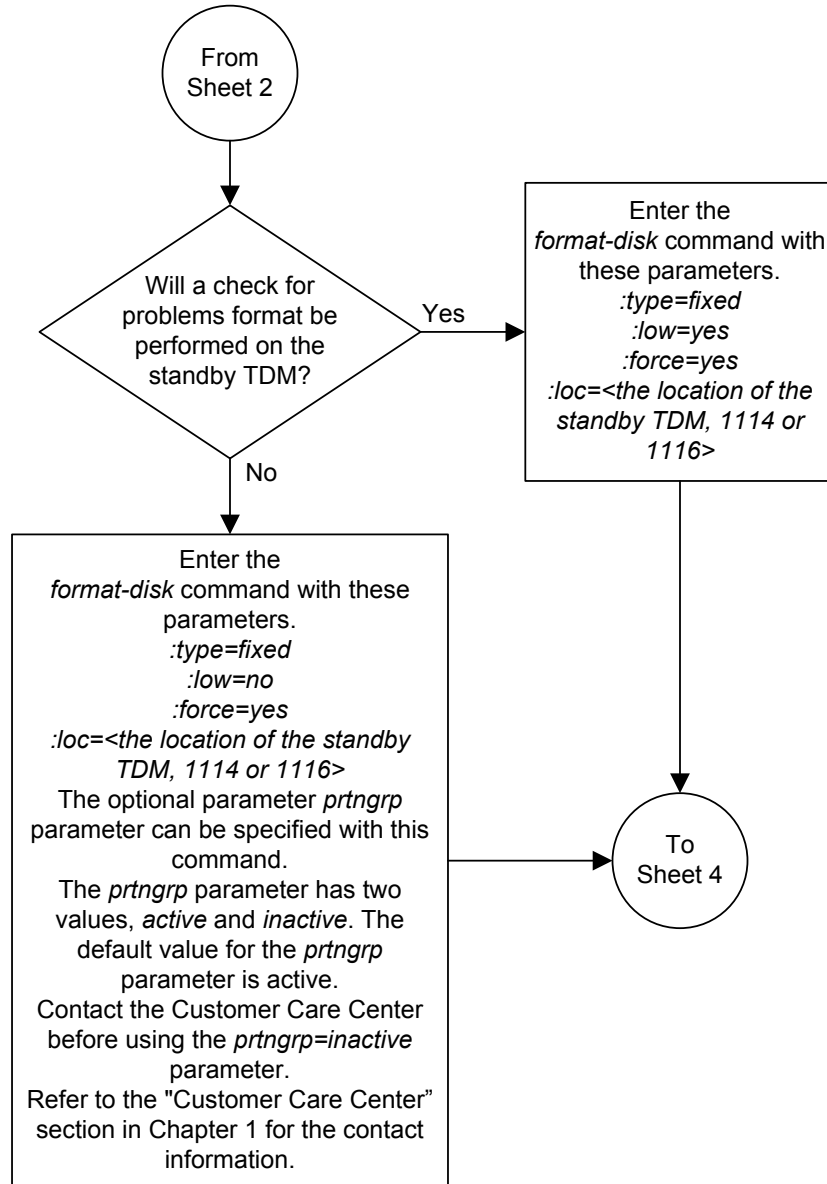 From
Sheet 2
Will a check for
problems format be
performed on the
standby TDM?
Yes
Enter the
format-disk command with
these parameters.
:type=fixed
:low=yes
:force=yes
:loc=<the location of the
standby TDM, 1114 or
1116>
No
Enter the
format-disk command with these
parameters.
:type=fixed
:low=no
:force=yes
:loc=<the location of the standby
TDM, 1114 or 1116>
The optional parameter prtngrp
parameter can be specified with this
command.
The prtngrp parameter has two
values, active and inactive. The
default value for the prtngrp
parameter is active.
Contact the Customer Care Center
before using the prtngrp=inactive
parameter.
Refer to the "Customer Care Center”
section in Chapter 1 for the contact
information.
To
Sheet 4